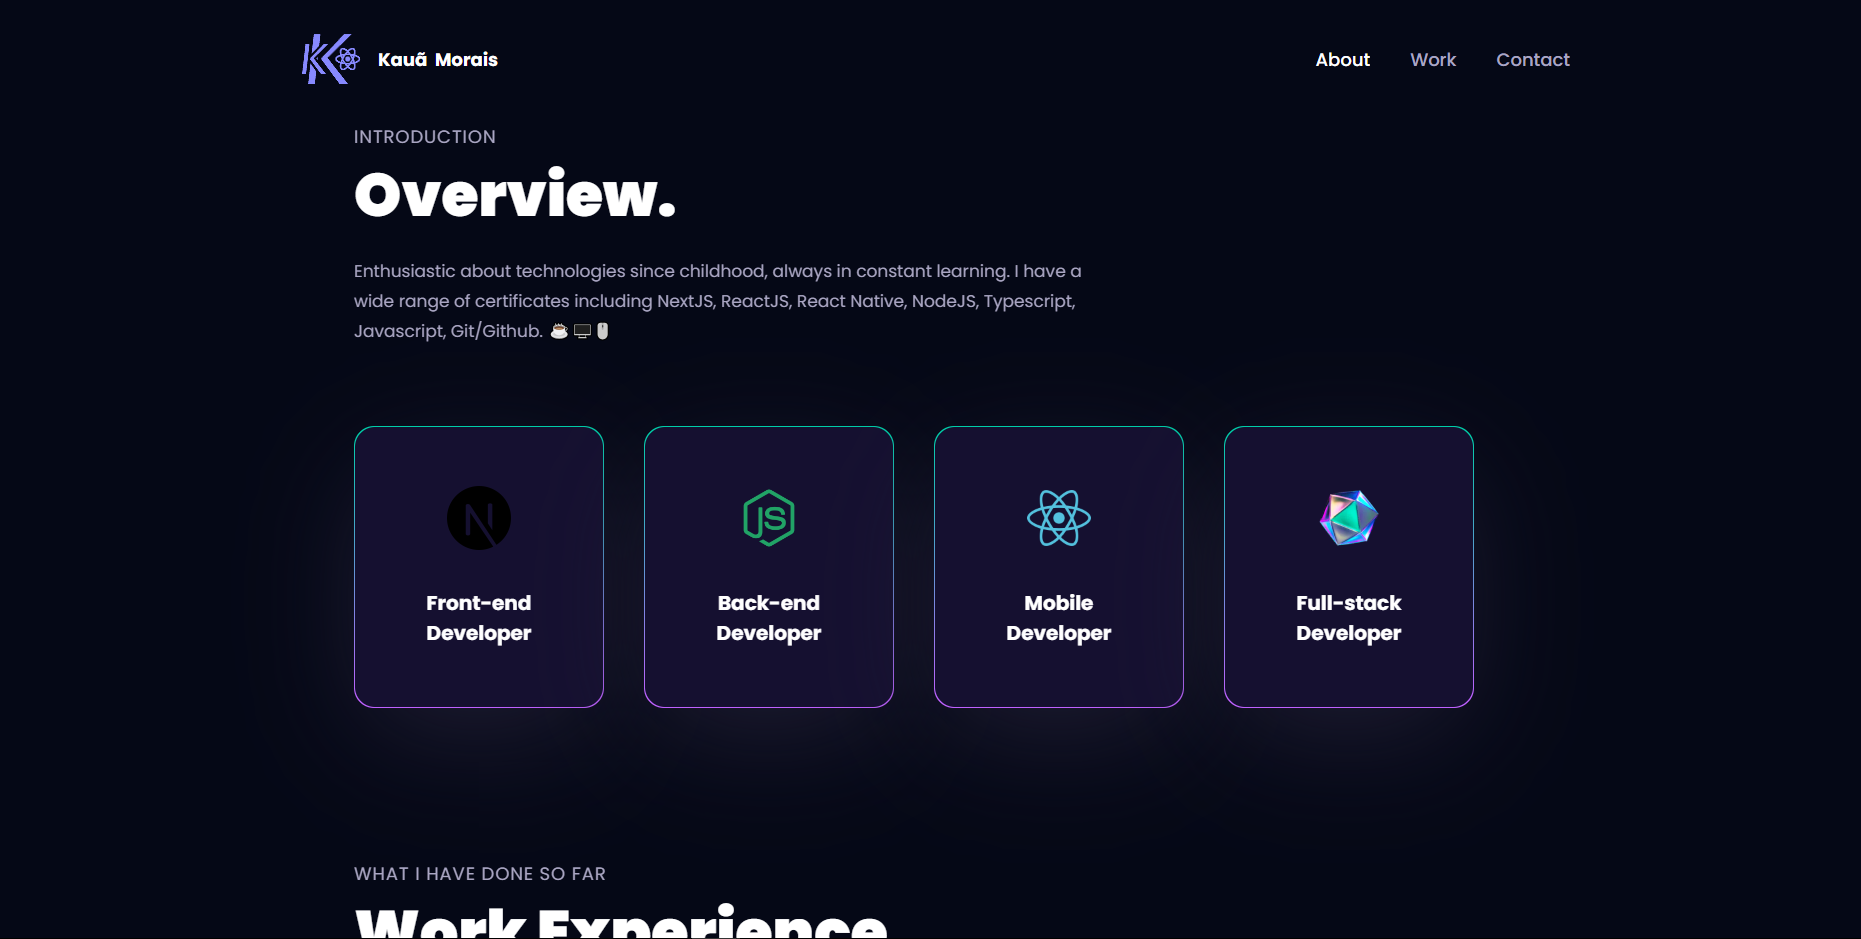 Kauã Morais
About Work Contact
INTRODUCTION
Overview.
Enthusiastic about technologies since childhood, always in constant learning. I have a
wide range of certificates including NextJS, ReactJS, React Native, NodeJS, Typescript,
Javascript, Git/Github. ☕🖥️🖱️
N
Front-end
Developer
JS
Back-end
Developer
Mobile
Developer
Full-stack
Developer
WHAT I HAVE DONE SO FAR
Work Experience